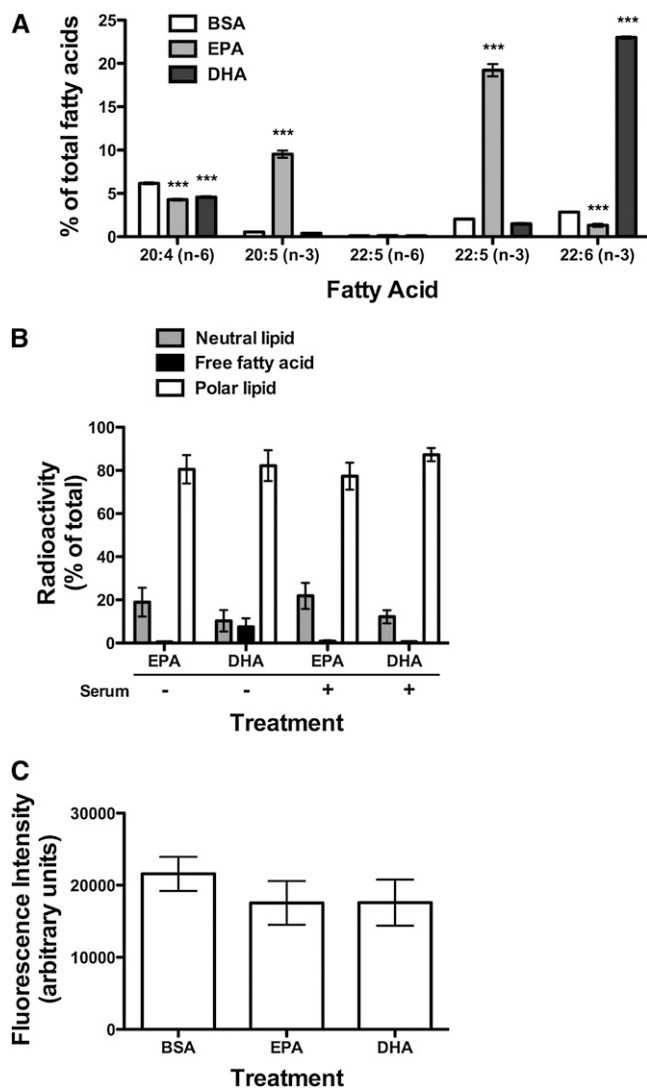 A
BSA
EPA
DHA
% of total fatty acids
25
20
15
10
5
0
***
***
***
***
***
***
20:4 (n-6)
20:5 (n-3)
22:5 (n-6)
22:5 (n-3)
22:6 (n-3)
Fatty Acid
B
Neutral lipid
Free fatty acid
Polar lipid
Radioactivity
(% of total)
100
80
60
40
20
0
EPA DHA EPA DHA
Serum - - + +
Treatment
C
Fluorescence Intensity
(arbitrary units)
30000
20000
10000
0
BSA EPA DHA
Treatment